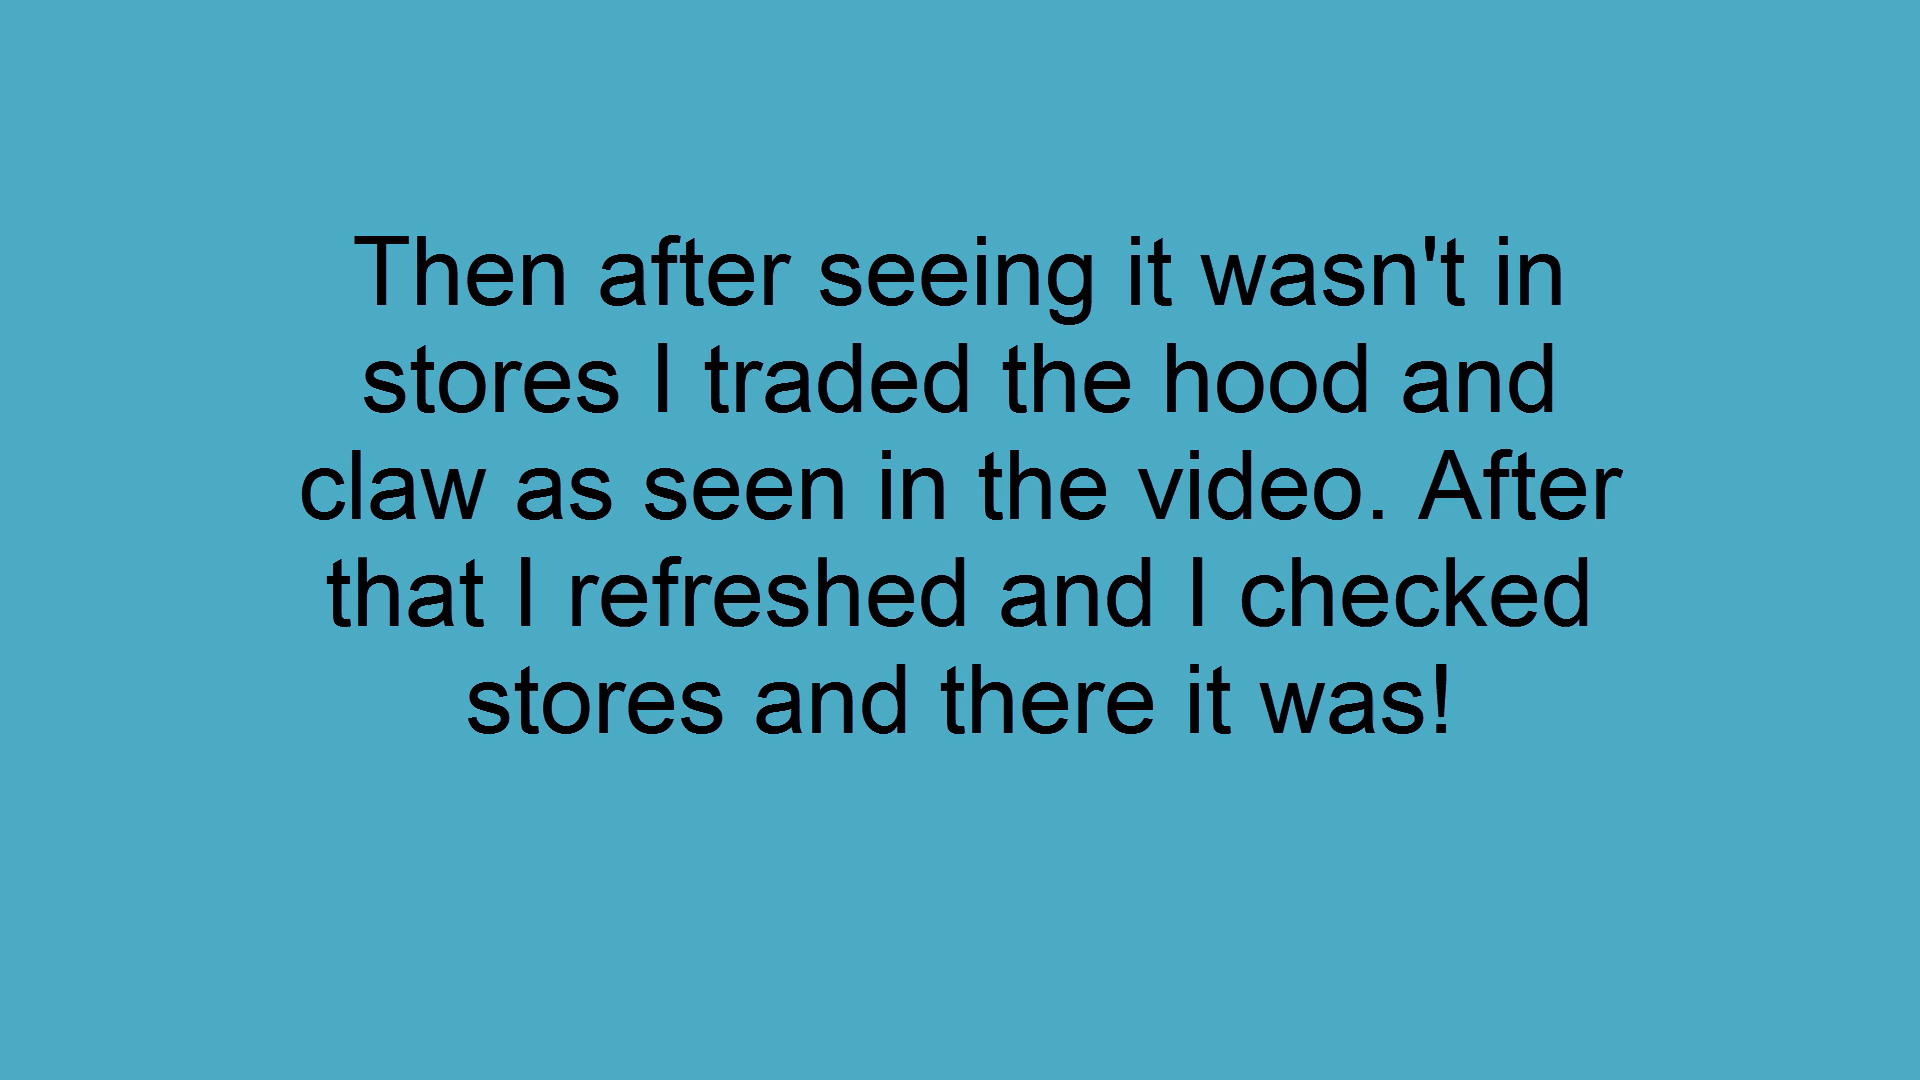 Then after seeing it wasn't in
stores I traded the hood and
claw as seen in the video. After
that I refreshed and I checked
stores and there it was!